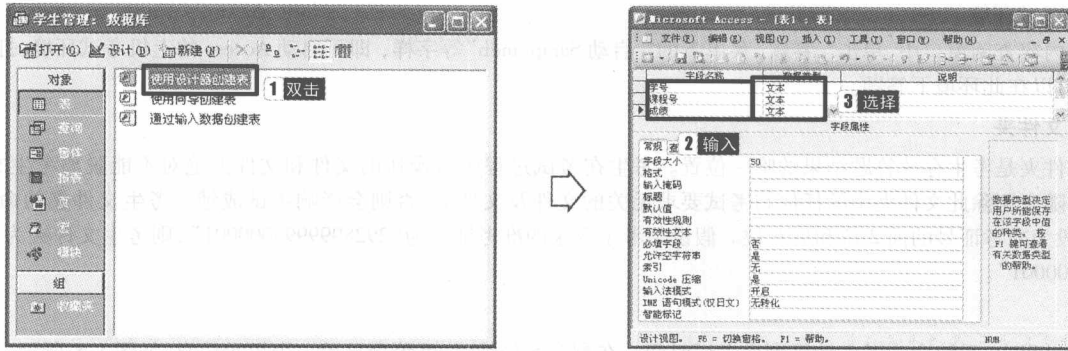 学生管理：数据库
打开(O) 设计(D) 新建(N)
对象
表
查询
窗体
报表
页
宏
模块
组
收藏夹
使用设计器创建表
使用向导创建表
通过输入数据创建表
1 双击
Microsoft Access - [表1 : 表]
文件(F) 编辑(E) 视图(V) 插入(I) 工具(T) 窗口(W) 帮助(H)
字段名称 数据类型 说明
学号 文本
课程号 文本
成绩 文本
3 选择
字段属性
2 输入
常规 查
字段大小 50
格式
输入掩码
标题
默认值
有效性规则
有效性文本
必填字段 否
允许空字符串 是
索引 无
Unicode 压缩 是
输入法模式 开启
IME 语句模式(仅日文) 无转化
智能标记
数据类型决定
用户所能保存
在该字段中值
的种类。 按
F1 键可查看
有关数据类型
的帮助。
设计视图。 F6 = 切换窗格。 F1 = 帮助。 NUM